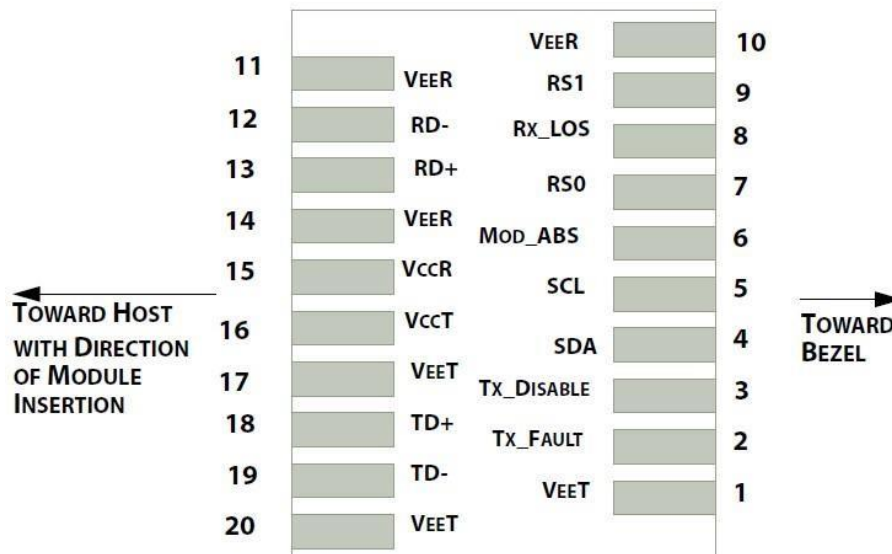 11
VEER
12
RD-
13
RD+
14
VEER
15
VCCR
16
VCCT
17
VEET
18
TD+
19
TD-
20
VEET
TOWARD HOST
WITH DIRECTION
OF MODULE
INSERTION
VEER
10
RS1
9
RX_LOS
8
RS0
7
MOD_ABS
6
SCL
5
SDA
4
TX_DISABLE
3
TX_FAULT
2
VEET
1
TOWARD
BEZEL